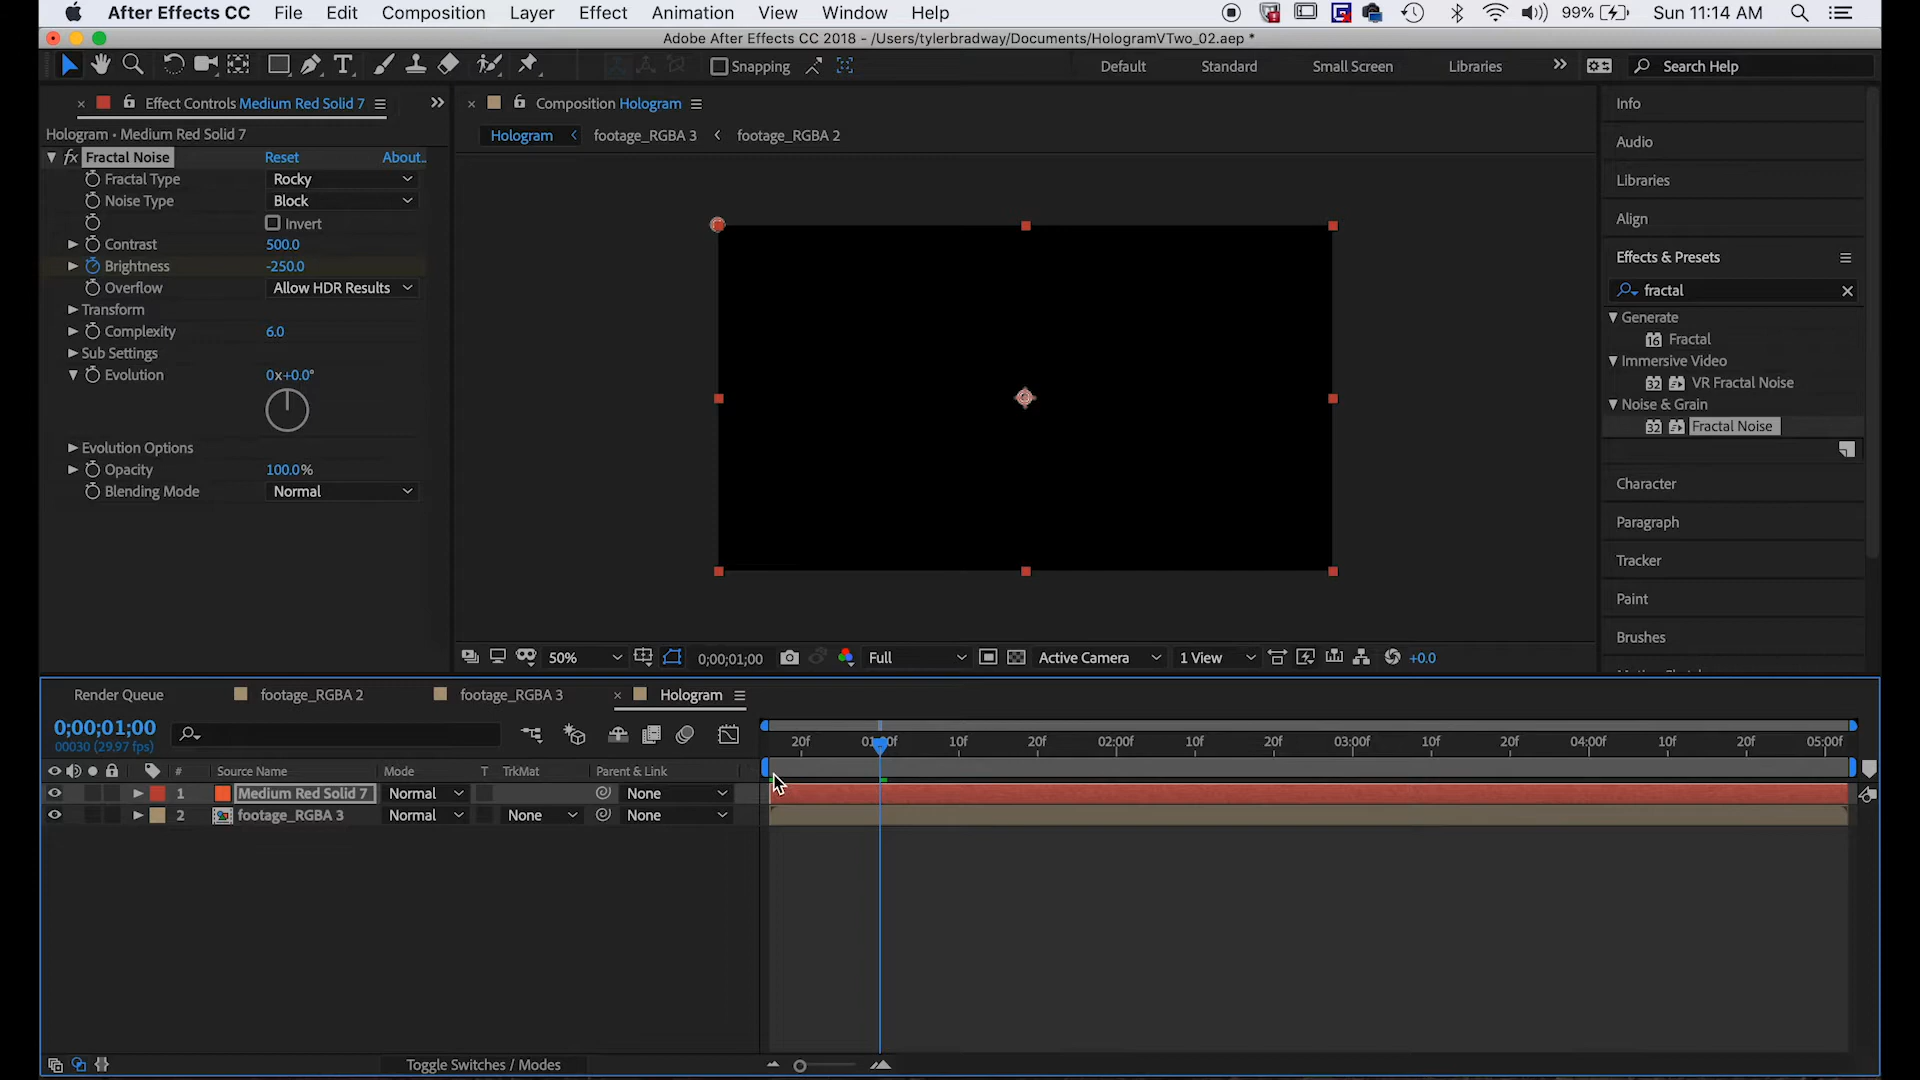 After Effects CC File Edit Composition Layer Effect Animation View Window Help 99% Sun 11:14 AM
Adobe After Effects CC 2018 - /Users/tylerbradway/Documents/HologramVTwo_02.aep *
Snapping Default Standard Small Screen Libraries Search Help
Effect Controls Medium Red Solid 7 Composition Hologram Info
Hologram • Medium Red Solid 7 Hologram footage_RGBA 3 footage_RGBA 2
Audio
Libraries
Align
Effects & Presets
fractal
Generate
16 Fractal
Immersive Video
32 VR Fractal Noise
Noise & Grain
32 Fractal Noise
Character
Paragraph
Tracker
Paint
Brushes
fx Fractal Noise Reset About..
Fractal Type Rocky
Noise Type Block
Invert
Contrast 500.0
Brightness -250.0
Overflow Allow HDR Results
Transform
Complexity 6.0
Sub Settings
Evolution 0x+0.0°
Evolution Options
Opacity 100.0%
Blending Mode Normal
50% 0;00;01;00 Full Active Camera 1 View +0.0
Render Queue footage_RGBA 2 footage_RGBA 3 Hologram
0;00;01;00
00030 (29.97 fps)
20f 01:00f 10f 20f 02:00f 10f 20f 03:00f 10f 20f 04:00f 10f 20f 05:00f
# Source Name Mode T TrkMat Parent & Link
1 Medium Red Solid 7 Normal None
2 footage_RGBA 3 Normal None None
Toggle Switches / Modes